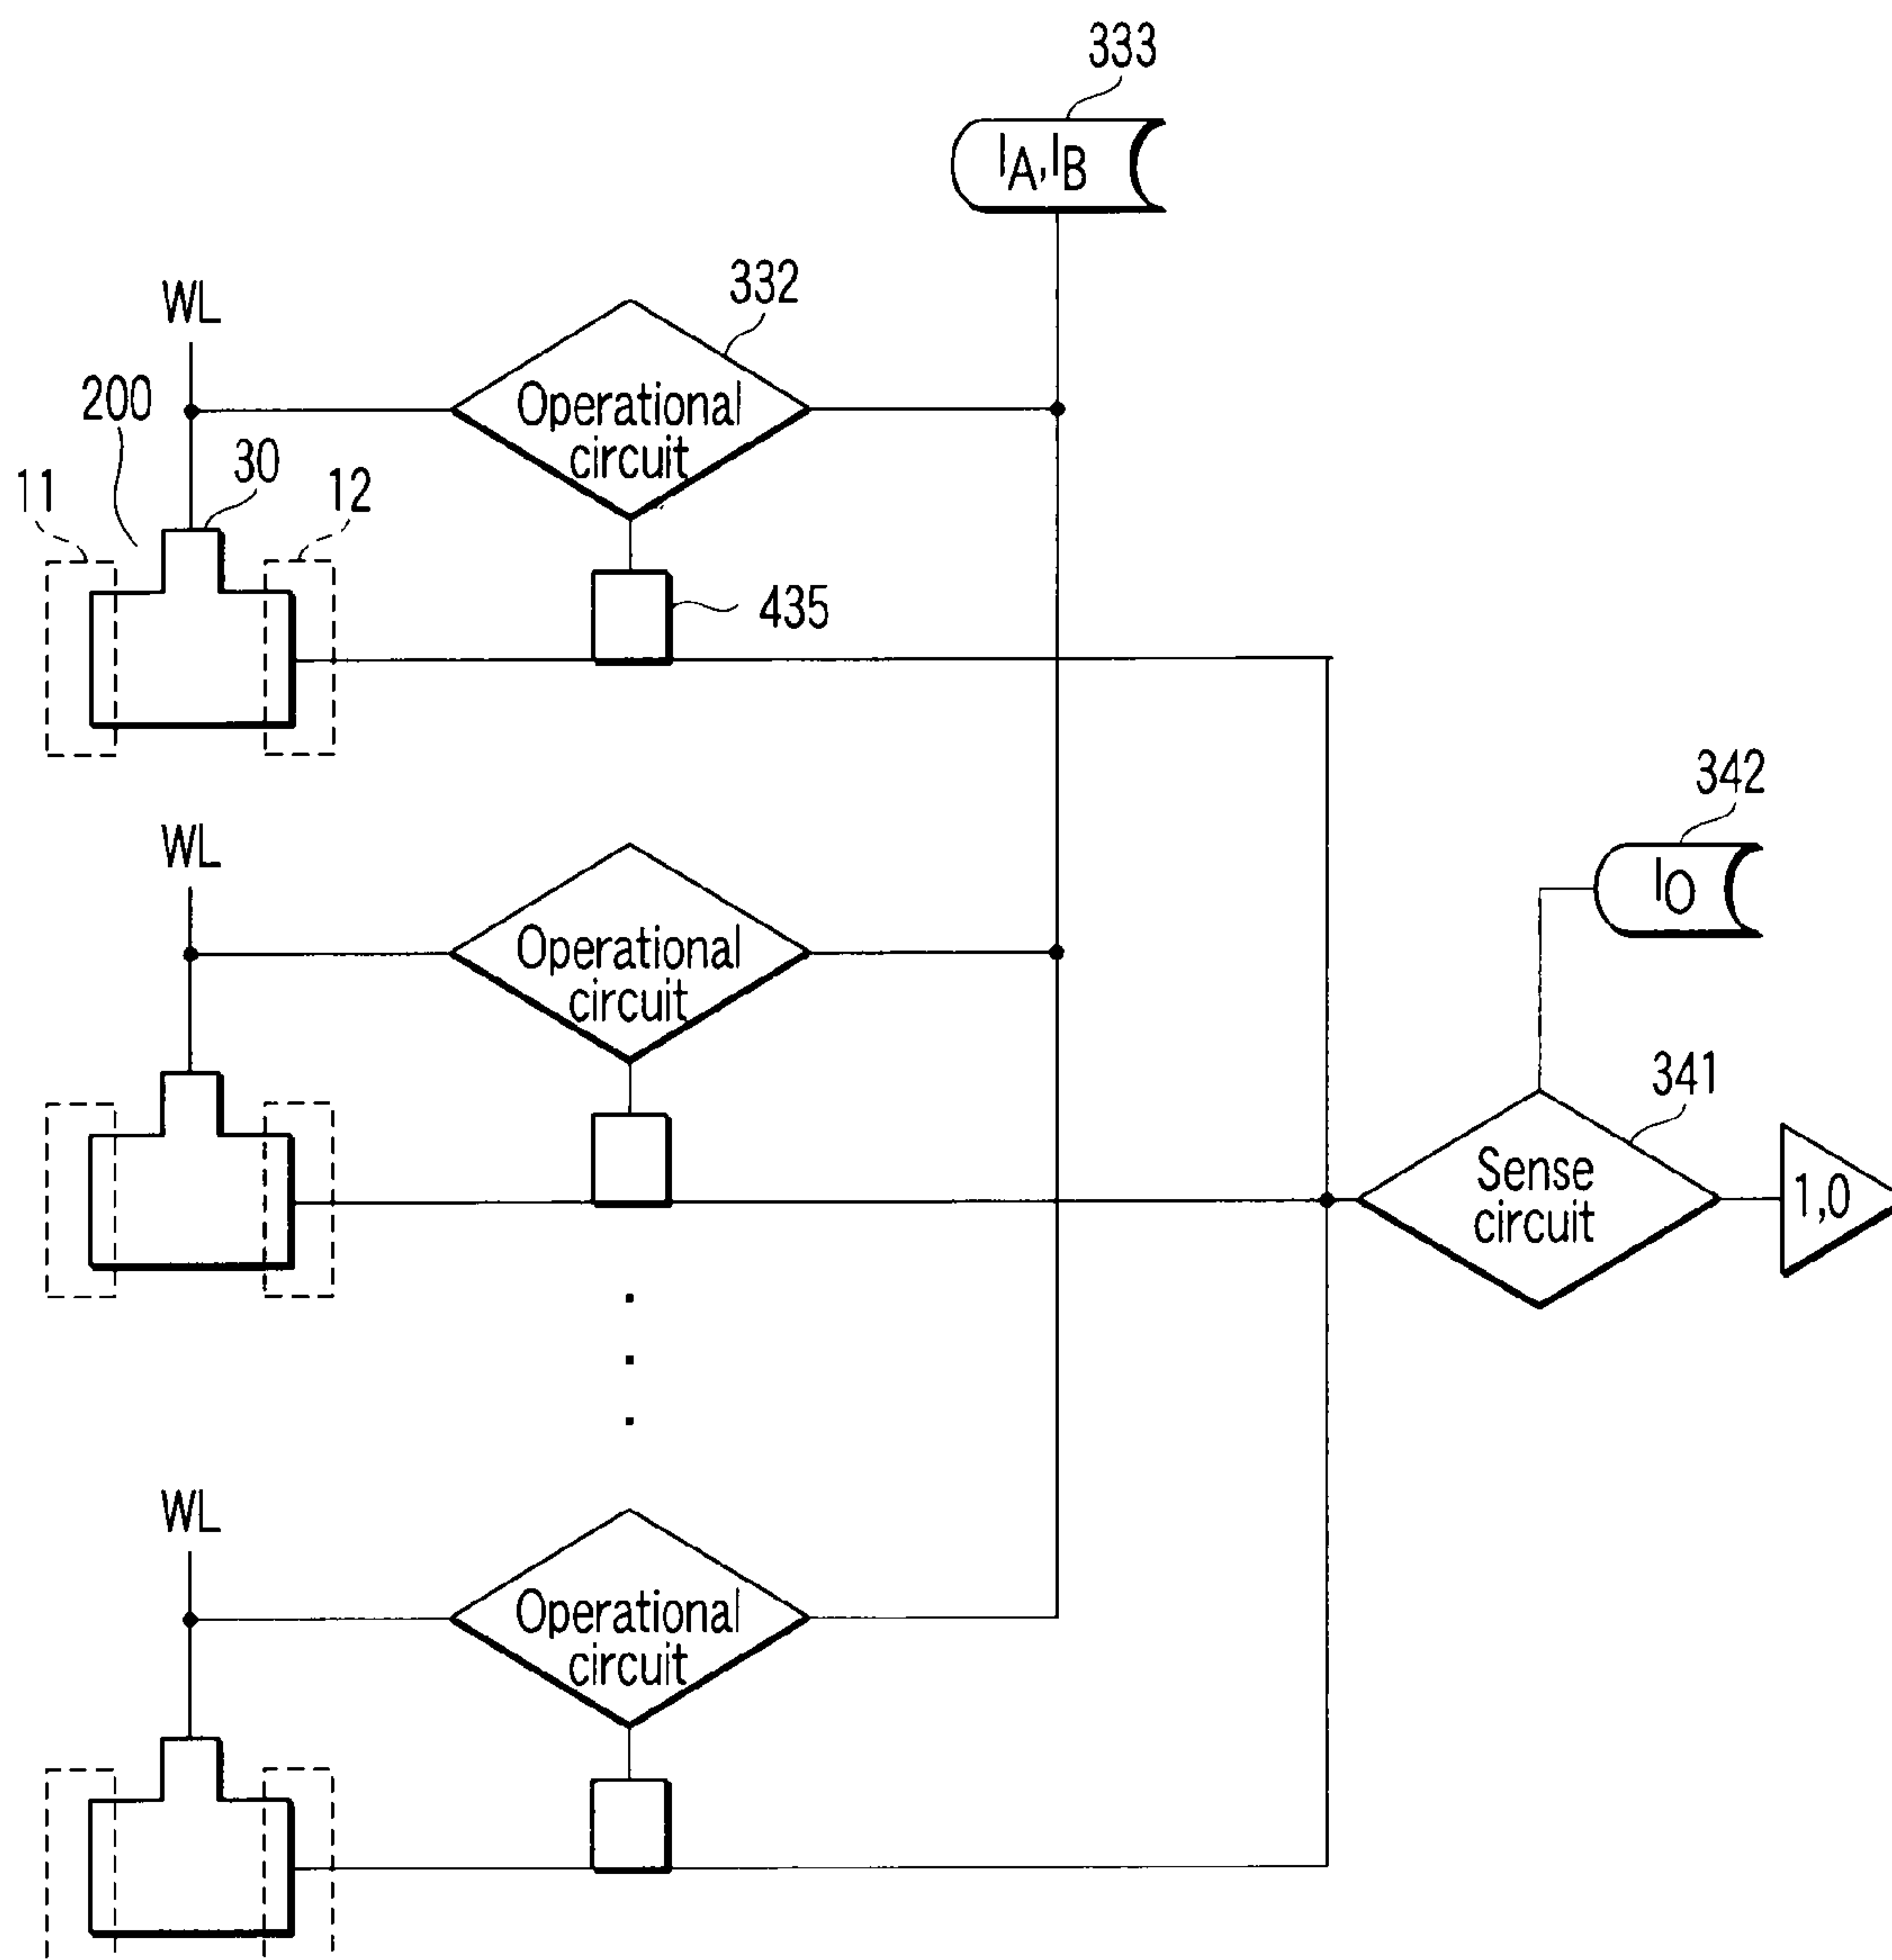 333
IA,IB
332
WL
200
Operational
circuit
11
30
12
435
342
WL
IO
Operational
circuit
341
Sense
circuit
1,0
WL
Operational
circuit